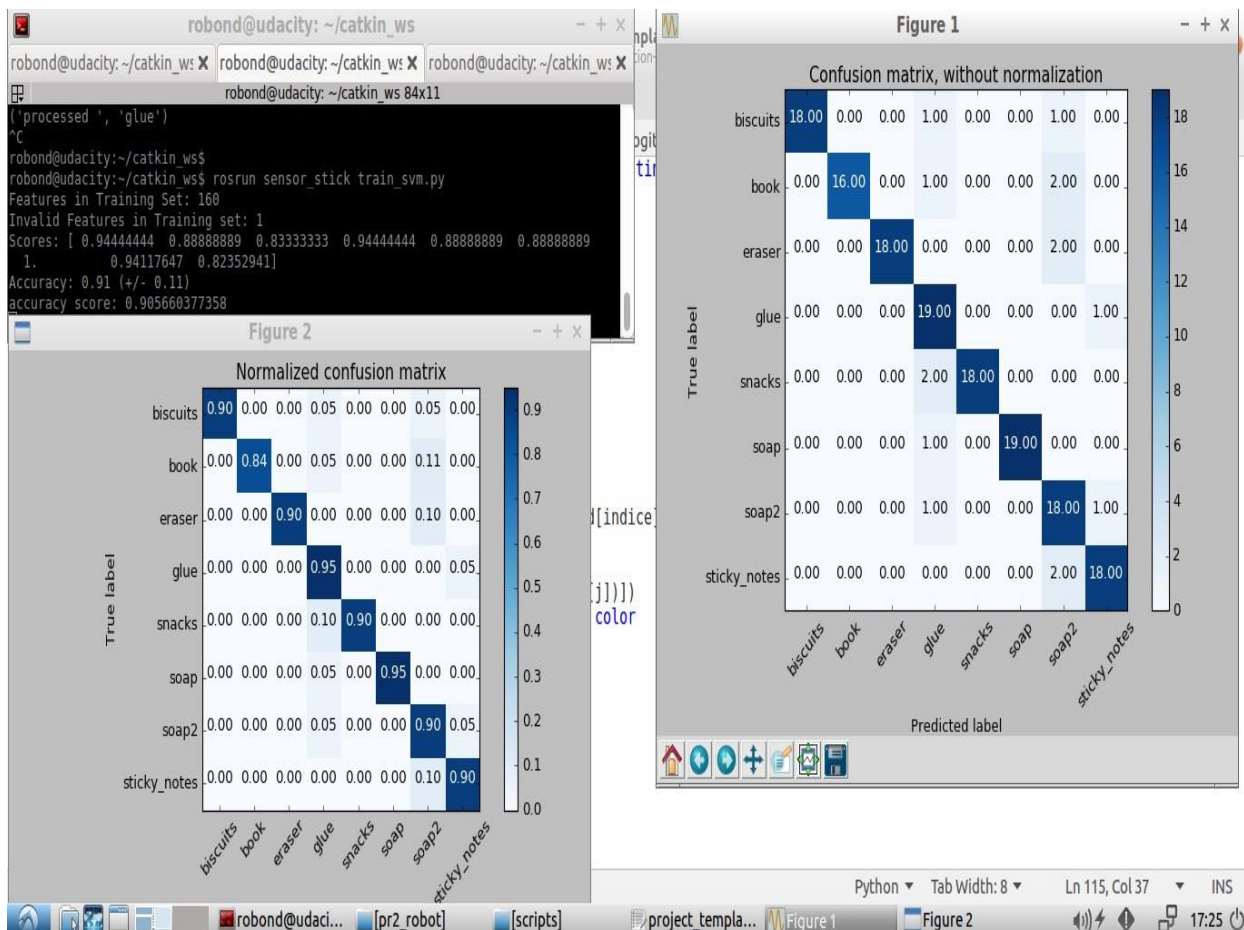 robond@udacity: ~/catkin_ws
robond@udacity: ~/catkin_ws robond@udacity: ~/catkin_ws robond@udacity: ~/catkin_ws
robond@udacity: ~/catkin_ws 84x11
('processed ', 'glue')
^C
robond@udacity:~/catkin_ws$
robond@udacity:~/catkin_ws$ rosrun sensor_stick train_svm.py
Features in Training Set: 160
Invalid Features in Training set: 1
Scores: [ 0.94444444 0.88888889 0.83333333 0.94444444 0.88888889 0.88888889
1. 0.94117647 0.82352941]
Accuracy: 0.91 (+/- 0.11)
accuracy score: 0.905660377358
Figure 2
Normalized confusion matrix
True label
biscuits 0.90 0.00 0.00 0.05 0.00 0.00 0.05 0.00
book 0.00 0.84 0.00 0.05 0.00 0.00 0.11 0.00
eraser 0.00 0.00 0.90 0.00 0.00 0.00 0.10 0.00
glue 0.00 0.00 0.00 0.95 0.00 0.00 0.00 0.05
snacks 0.00 0.00 0.00 0.10 0.90 0.00 0.00 0.00
soap 0.00 0.00 0.00 0.05 0.00 0.95 0.00 0.00
soap2 0.00 0.00 0.00 0.05 0.00 0.00 0.90 0.05
sticky_notes 0.00 0.00 0.00 0.00 0.00 0.00 0.10 0.90
biscuits book eraser glue snacks soap soap2 sticky_notes
0.9
0.8
0.7
0.6
0.5
0.4
0.3
0.2
0.1
0.0
d[indice]
[j])])
color
Figure 1
Confusion matrix, without normalization
True label
biscuits 18.00 0.00 0.00 1.00 0.00 0.00 1.00 0.00
book 0.00 16.00 0.00 1.00 0.00 0.00 2.00 0.00
eraser 0.00 0.00 18.00 0.00 0.00 0.00 2.00 0.00
glue 0.00 0.00 0.00 19.00 0.00 0.00 0.00 1.00
snacks 0.00 0.00 0.00 2.00 18.00 0.00 0.00 0.00
soap 0.00 0.00 0.00 1.00 0.00 19.00 0.00 0.00
soap2 0.00 0.00 0.00 1.00 0.00 0.00 18.00 1.00
sticky_notes 0.00 0.00 0.00 0.00 0.00 0.00 2.00 18.00
biscuits book eraser glue snacks soap soap2 sticky_notes
Predicted label
18
16
14
12
10
8
6
4
2
0
Python Tab Width: 8 Ln 115, Col 37 INS
robond@udaci... [pr2_robot] [scripts] project_templa... Figure 1 Figure 2 17:25